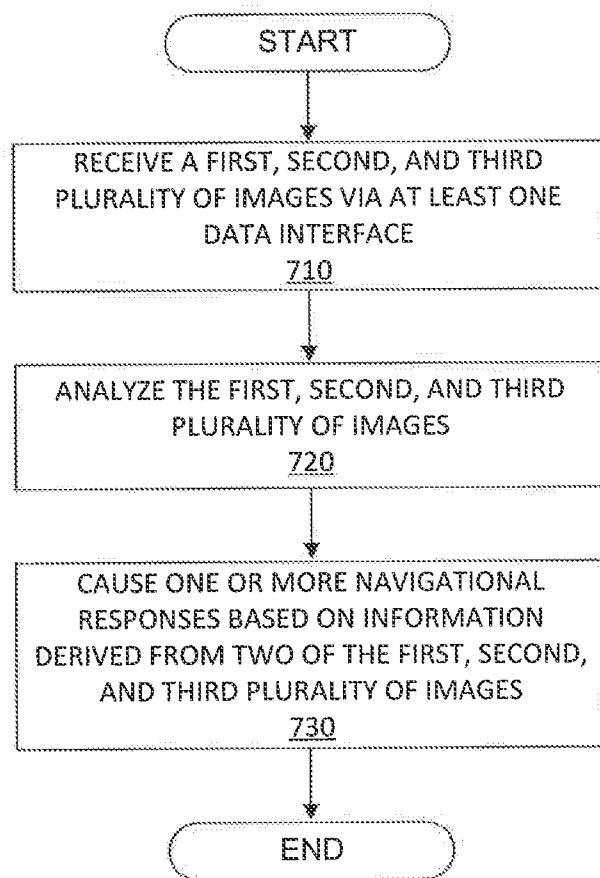 START
RECEIVE A FIRST, SECOND, AND THIRD
PLURALITY OF IMAGES VIA AT LEAST ONE
DATA INTERFACE
710
ANALYZE THE FIRST, SECOND, AND THIRD
PLURALITY OF IMAGES
720
CAUSE ONE OR MORE NAVIGATIONAL
RESPONSES BASED ON INFORMATION
DERIVED FROM TWO OF THE FIRST, SECOND,
AND THIRD PLURALITY OF IMAGES
730
END